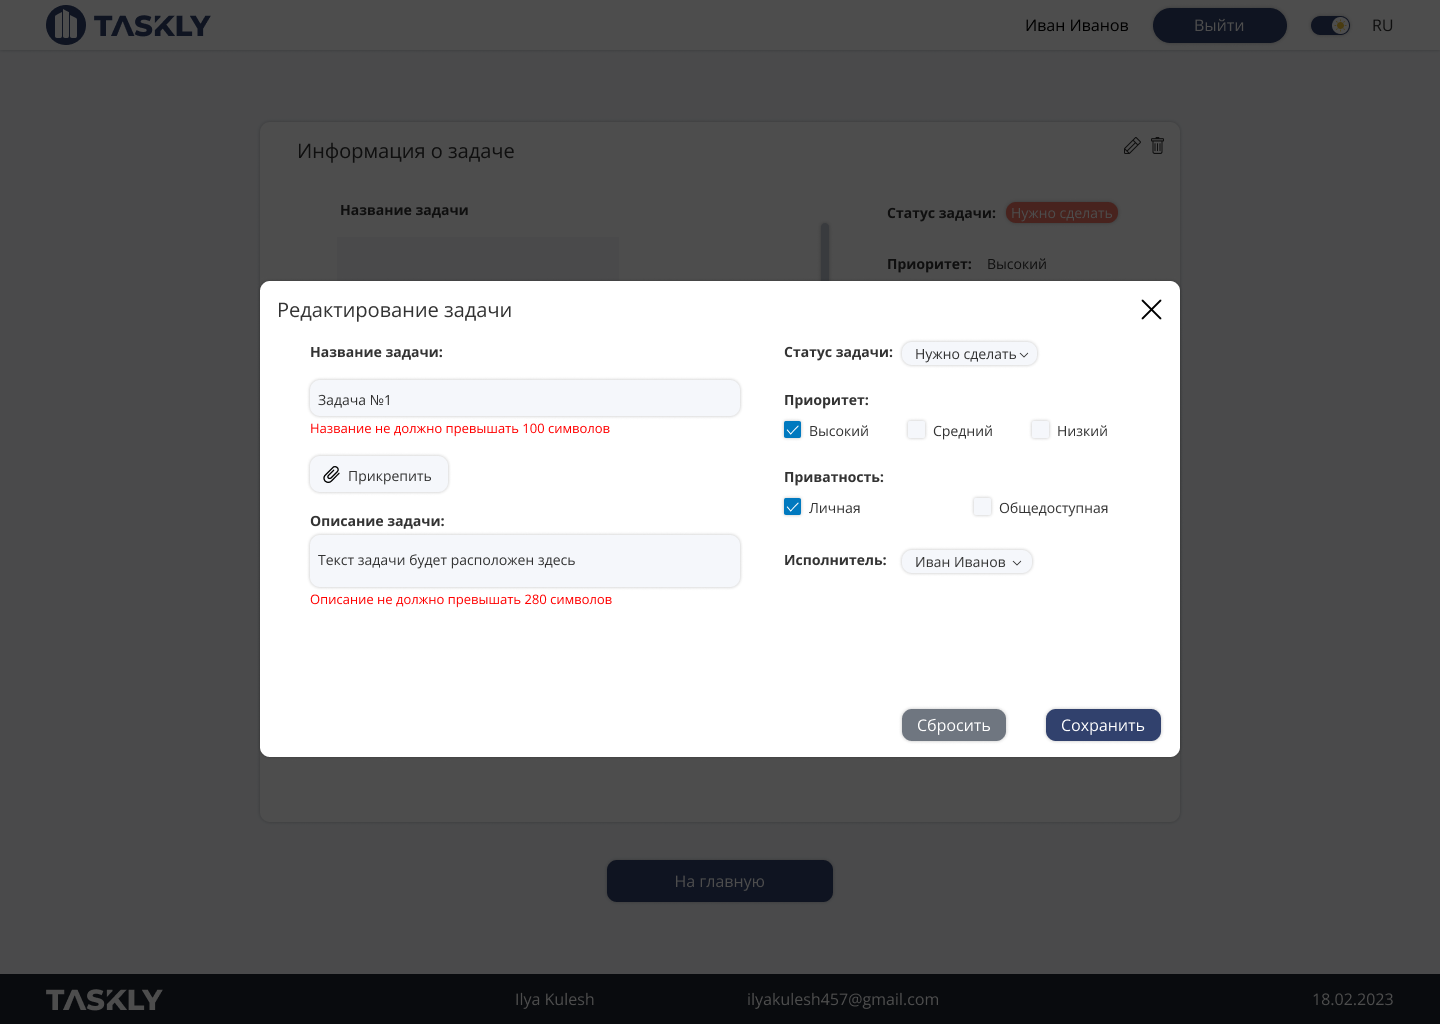 TASKLY
Иван Иванов
Выйти
RU
Информация о задаче
Название задачи
Статус задачи: Нужно сделать
Приоритет: Высокий
Редактирование задачи
Название задачи:
Задача №1
Название не должно превышать 100 символов
Прикрепить
Описание задачи:
Текст задачи будет расположен здесь
Описание не должно превышать 280 символов
Статус задачи: Нужно сделать
Приоритет:
Высокий Средний Низкий
Приватность:
Личная Общедоступная
Исполнитель: Иван Иванов
Сбросить Сохранить
На главную
TASKLY
Ilya Kulesh
ilyakulesh457@gmail.com
18.02.2023